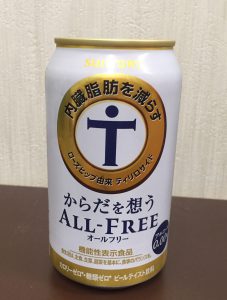 SUNTORY
内臓脂肪を減らす
ローズヒップ由来 ティリロサイド
からだを想う
ALL-FREE
オールフリー
機能性表示食品
カロリーゼロ・糖類ゼロ ビールテイスト飲料
0.00